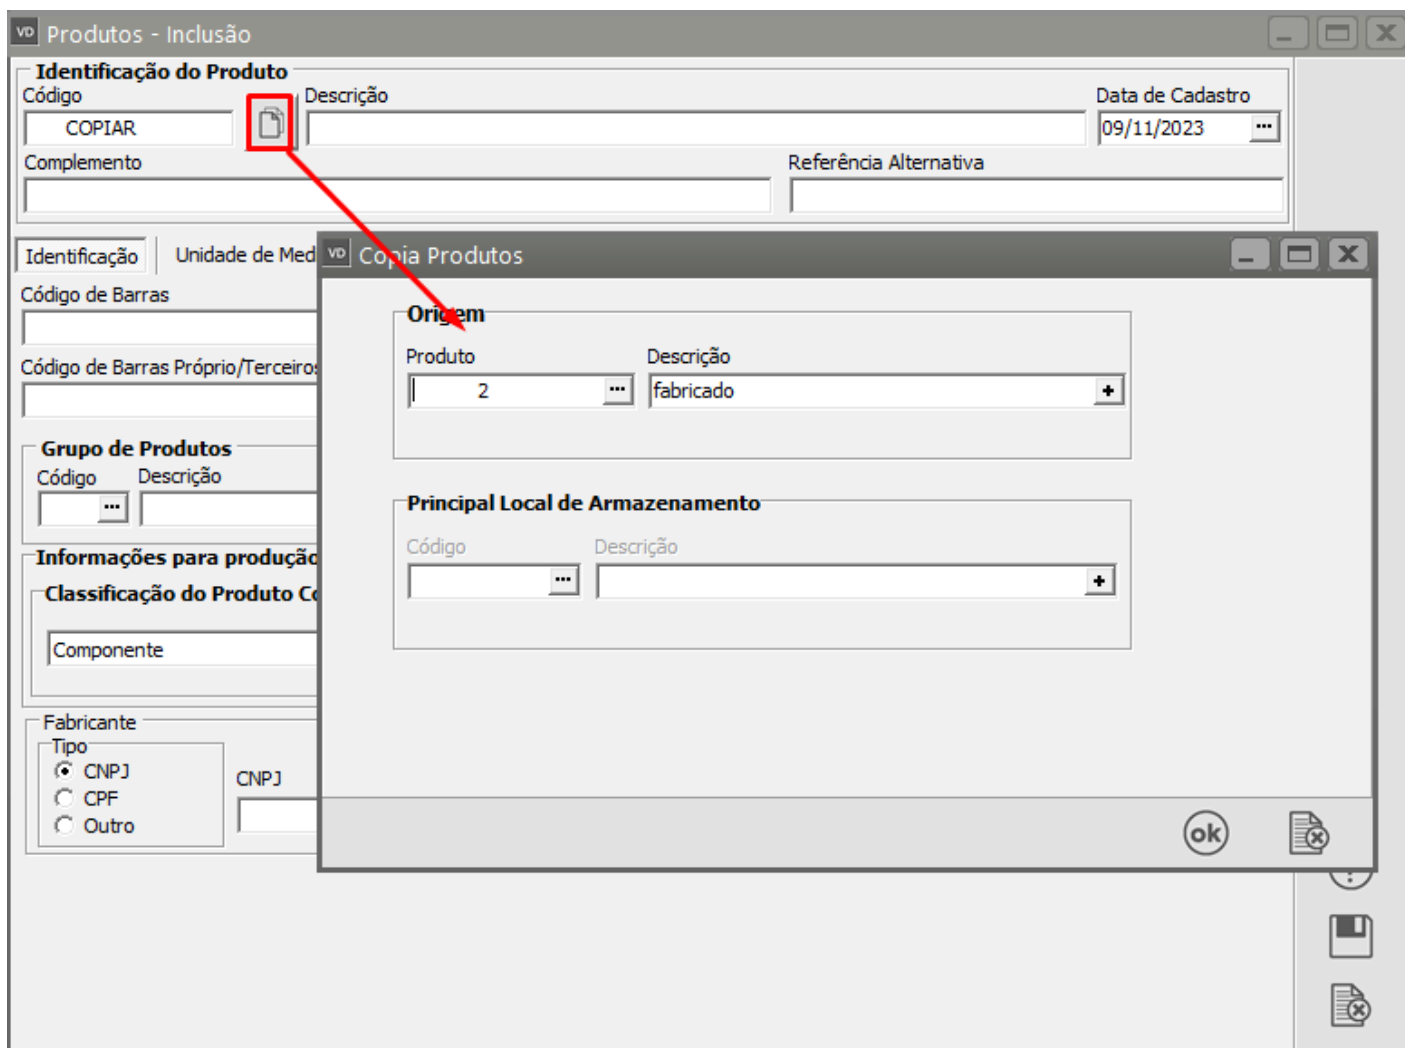 VD Produtos - Inclusão
Identificação do Produto
Código Descrição Data de Cadastro
COPIAR 09/11/2023 ...
Complemento Referência Alternativa
Identificação Unidade de Med
VD Copia Produtos
Código de Barras
Código de Barras Próprio/Terceiros
Grupo de Produtos
Código Descrição
...
Informações para produção
Classificação do Produto Co
Componente
Fabricante
Tipo
CNPJ
CPF
Outro
CNPJ
Origem
Produto Descrição
2 ... fabricado +
Principal Local de Armazenamento
Código Descrição
... +
ok